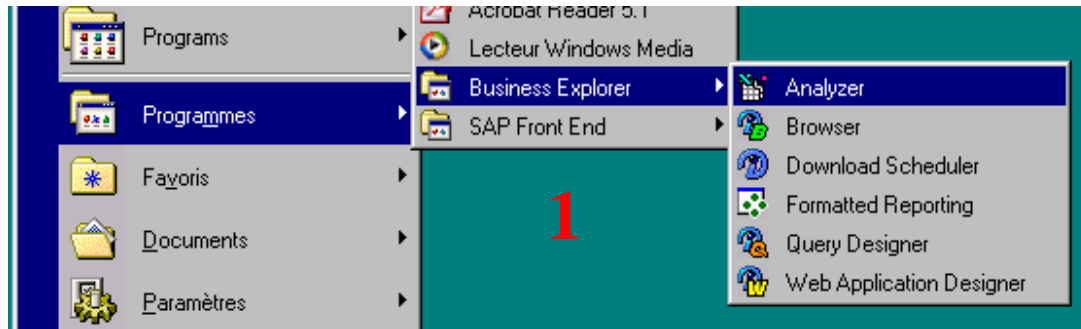 Programs
Programmes
Favoris
Documents
Paramètres
Acrobat Reader 5.1
Lecteur Windows Media
Business Explorer
SAP Front End
1
Analyzer
Browser
Download Scheduler
Formatted Reporting
Query Designer
Web Application Designer